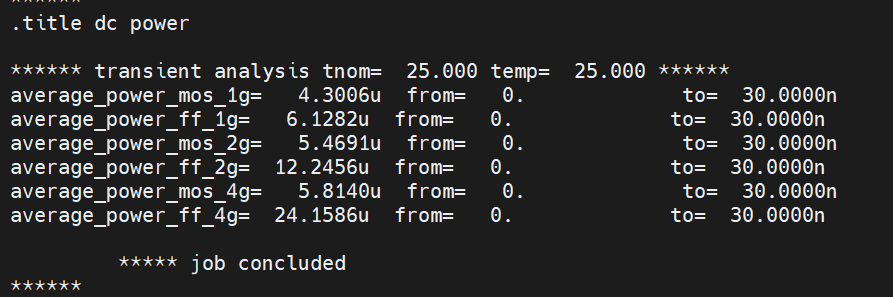 ******
.title dc power
****** transient analysis tnom= 25.000 temp= 25.000 ******
average_power_mos_1g= 4.3006u from= 0. to= 30.0000n
average_power_ff_1g= 6.1282u from= 0. to= 30.0000n
average_power_mos_2g= 5.4691u from= 0. to= 30.0000n
average_power_ff_2g= 12.2456u from= 0. to= 30.0000n
average_power_mos_4g= 5.8140u from= 0. to= 30.0000n
average_power_ff_4g= 24.1586u from= 0. to= 30.0000n
***** job concluded
******